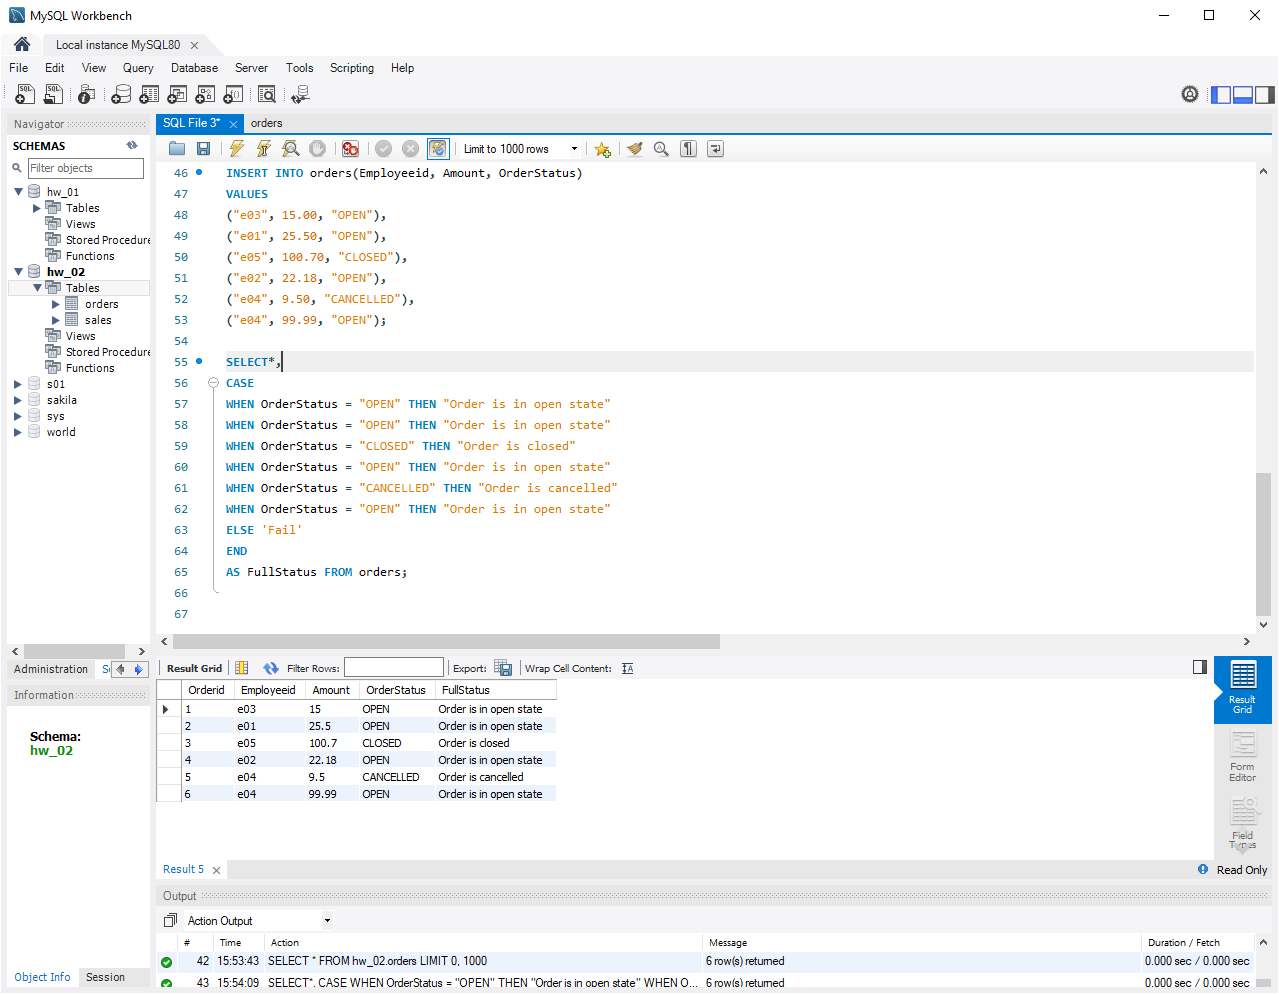 MySQL Workbench
Local instance MySQL80
File Edit View Query Database Server Tools Scripting Help
Navigator
SCHEMAS
Filter objects
hw_01
Tables
Views
Stored Procedure
Functions
hw_02
Tables
orders
sales
Views
Stored Procedure
Functions
s01
sakila
sys
world
Administration
Information
Schema:
hw_02
Object Info Session
SQL File 3* orders
Limit to 1000 rows
46 INSERT INTO orders(Employeeid, Amount, OrderStatus)
47 VALUES
48 ("e03", 15.00, "OPEN"),
49 ("e01", 25.50, "OPEN"),
50 ("e05", 100.70, "CLOSED"),
51 ("e02", 22.18, "OPEN"),
52 ("e04", 9.50, "CANCELLED"),
53 ("e04", 99.99, "OPEN");
54
55 SELECT*,
56 CASE
57 WHEN OrderStatus = "OPEN" THEN "Order is in open state"
58 WHEN OrderStatus = "OPEN" THEN "Order is in open state"
59 WHEN OrderStatus = "CLOSED" THEN "Order is closed"
60 WHEN OrderStatus = "OPEN" THEN "Order is in open state"
61 WHEN OrderStatus = "CANCELLED" THEN "Order is cancelled"
62 WHEN OrderStatus = "OPEN" THEN "Order is in open state"
63 ELSE 'Fail'
64 END
65 AS FullStatus FROM orders;
66
67
Result Grid Filter Rows: Export: Wrap Cell Content:
Orderid Employeeid Amount OrderStatus FullStatus
1 e03 15 OPEN Order is in open state
2 e01 25.5 OPEN Order is in open state
3 e05 100.7 CLOSED Order is closed
4 e02 22.18 OPEN Order is in open state
5 e04 9.5 CANCELLED Order is cancelled
6 e04 99.99 OPEN Order is in open state
Result
Grid
Form
Editor
Field
Types
Result 5
Read Only
Output
Action Output
# Time Action Message Duration / Fetch
42 15:53:43 SELECT * FROM hw_02.orders LIMIT 0, 1000 6 row(s) returned 0.000 sec / 0.000 sec
43 15:54:09 SELECT*, CASE WHEN OrderStatus = "OPEN" THEN "Order is in open state" WHEN O... 6 row(s) returned 0.000 sec / 0.000 sec